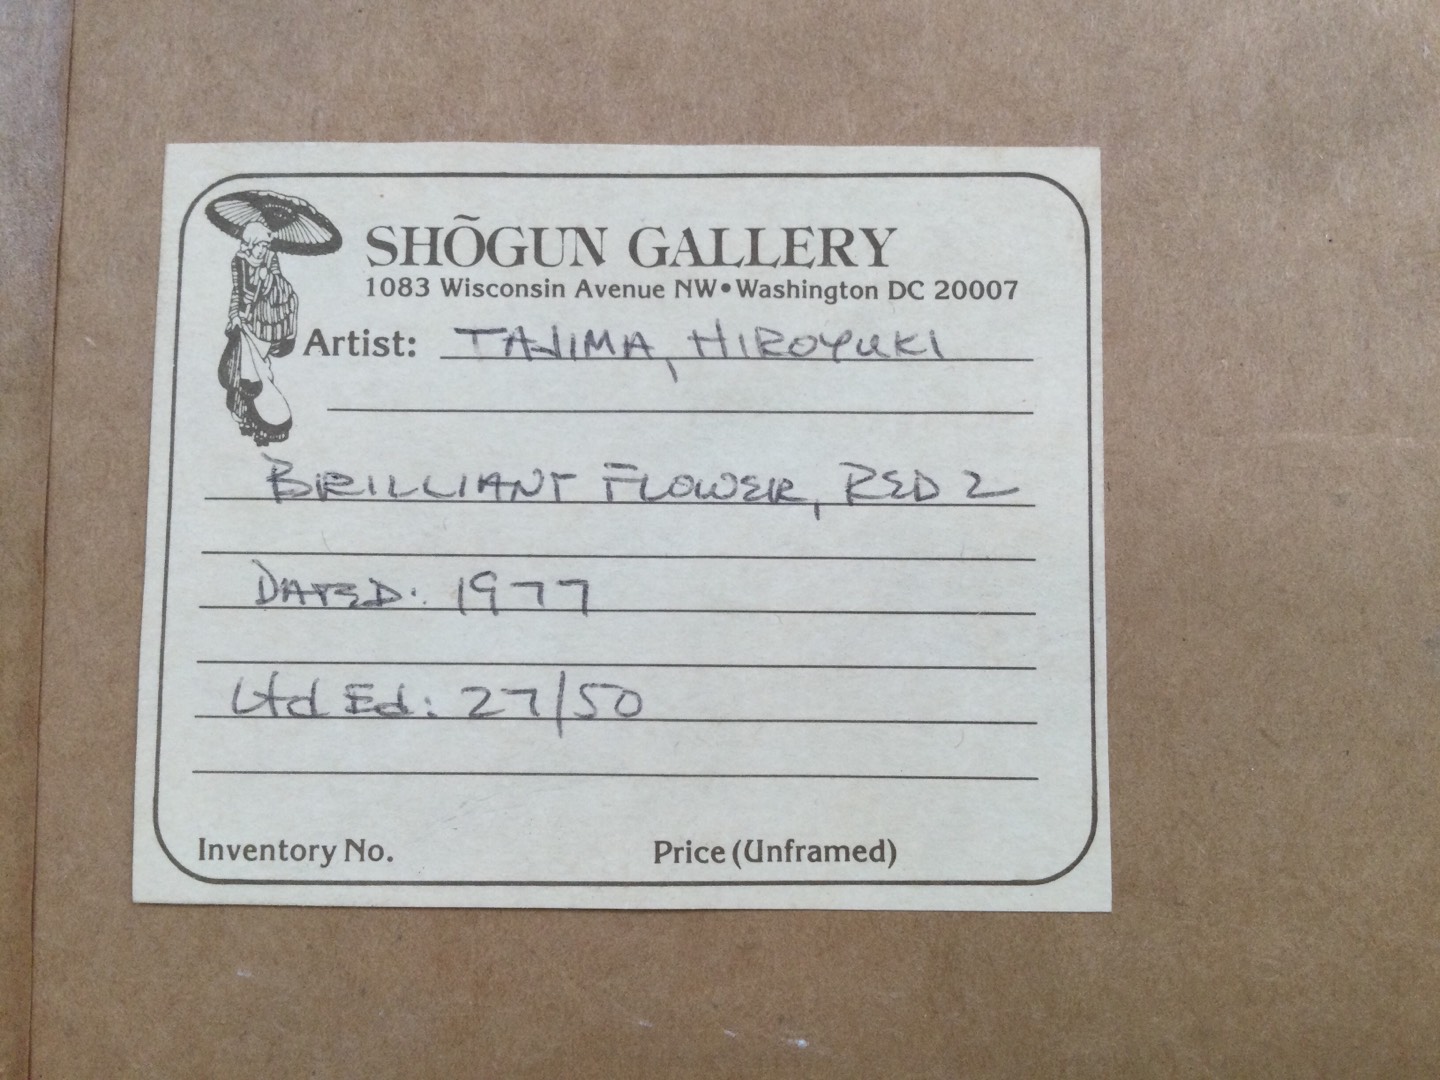 SHÕGUN GALLERY
1083 Wisconsin Avenue NW • Washington DC 20007
Artist: TAJIMA, HIROYUKI
BRILLIANT FLOWER, RED 2
DATED: 1977
Ltd Ed: 27/50
Inventory No. Price (Unframed)